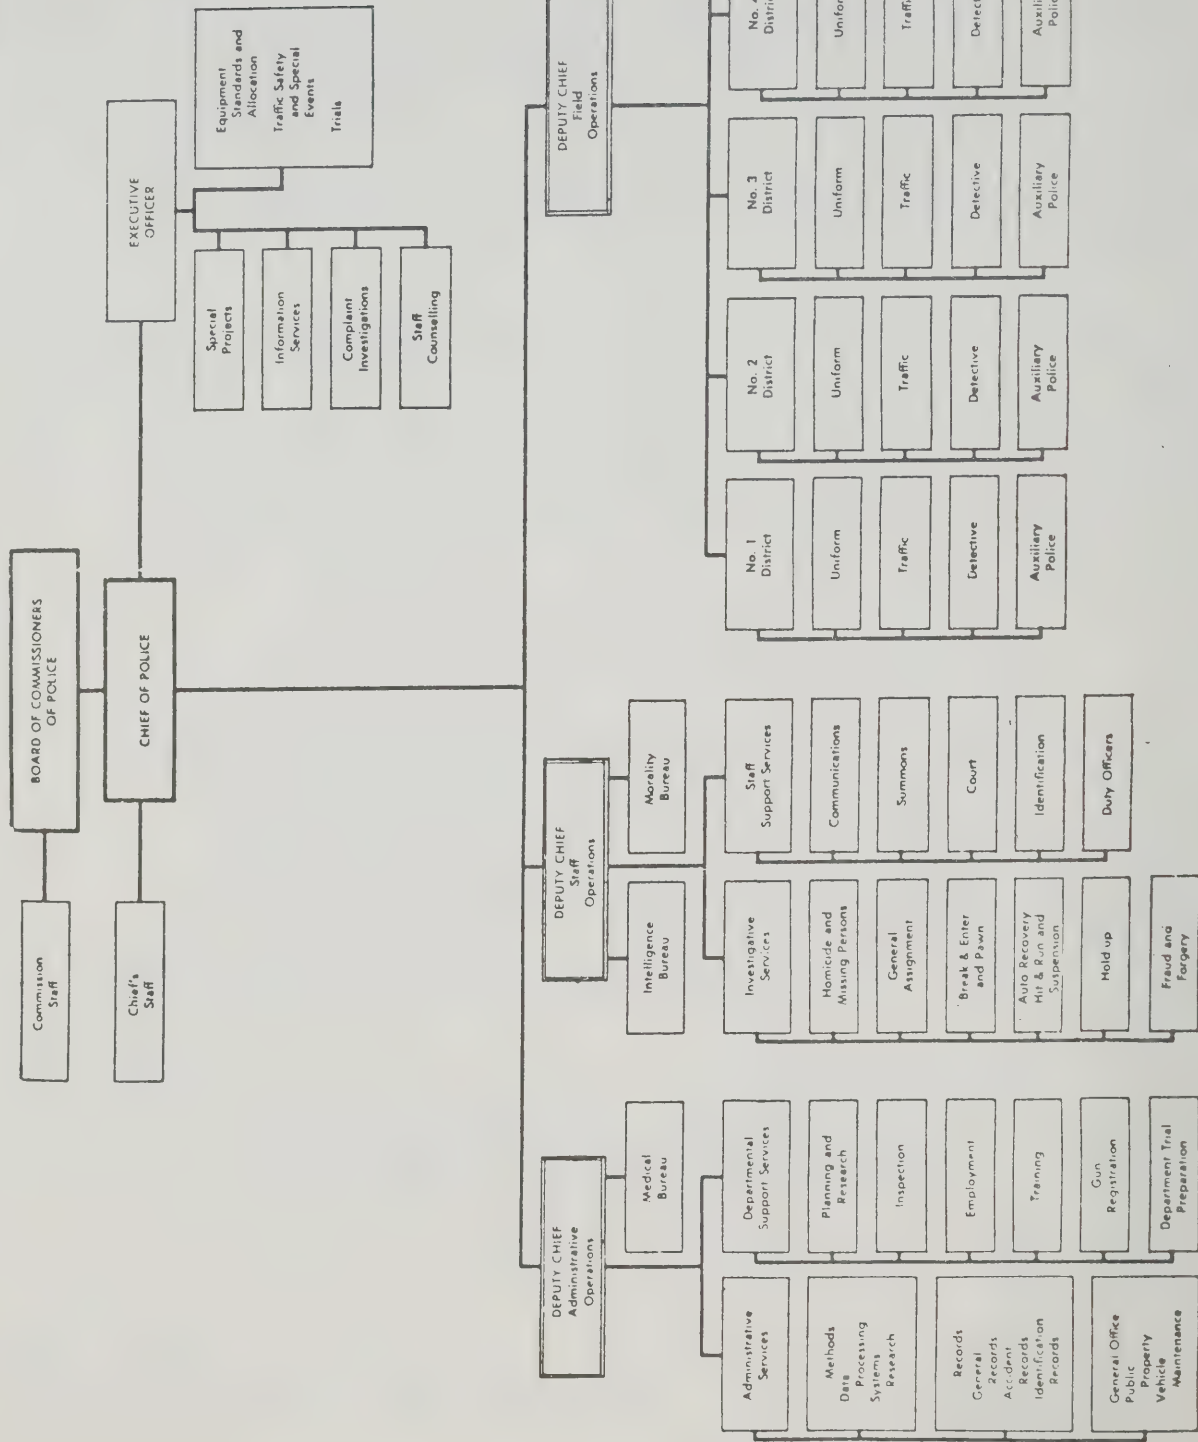 BOARD OF COMMISSIONERS
OF POLICE
Commission
Staff
CHIEF OF POLICE
Chief's
Staff
EXECUTIVE
OFFICER
Equipment
Standards and
Allocation
Traffic Safety
and Special
Events
Trials
Special
Projects
Information
Services
Complaint
Investigations
Staff
Counselling
DEPUTY CHIEF
Administrative
Operations
Medical
Bureau
Administrative
Services
Methods
Data
Processing
Systems
Research
Records
General
Records
Accident
Records
Identification
Records
General Office
Public
Property
Vehicle
Maintenance
Departmental
Support Services
Planning and
Research
Inspection
Employment
Training
Gun
Registration
Department Trial
Preparation
DEPUTY CHIEF
Staff
Operations
Intelligence
Bureau
Morality
Bureau
Investigative
Services
Homicide and
Missing Persons
General
Assignment
Break & Enter
and Pawn
Auto Recovery
Hit & Run and
Suspension
Hold up
Fraud and
Forgery
Staff
Support Services
Communications
Summons
Court
Identification
Duty Officers
DEPUTY CHIEF
Field
Operations
No. 1
District
Uniform
Traffic
Detective
Auxiliary
Police
No. 2
District
Uniform
Traffic
Detective
Auxiliary
Police
No. 3
District
Uniform
Traffic
Detective
Auxiliary
Police
No.
Distri
Unifor
Traffi
Detect
Auxili
Polic